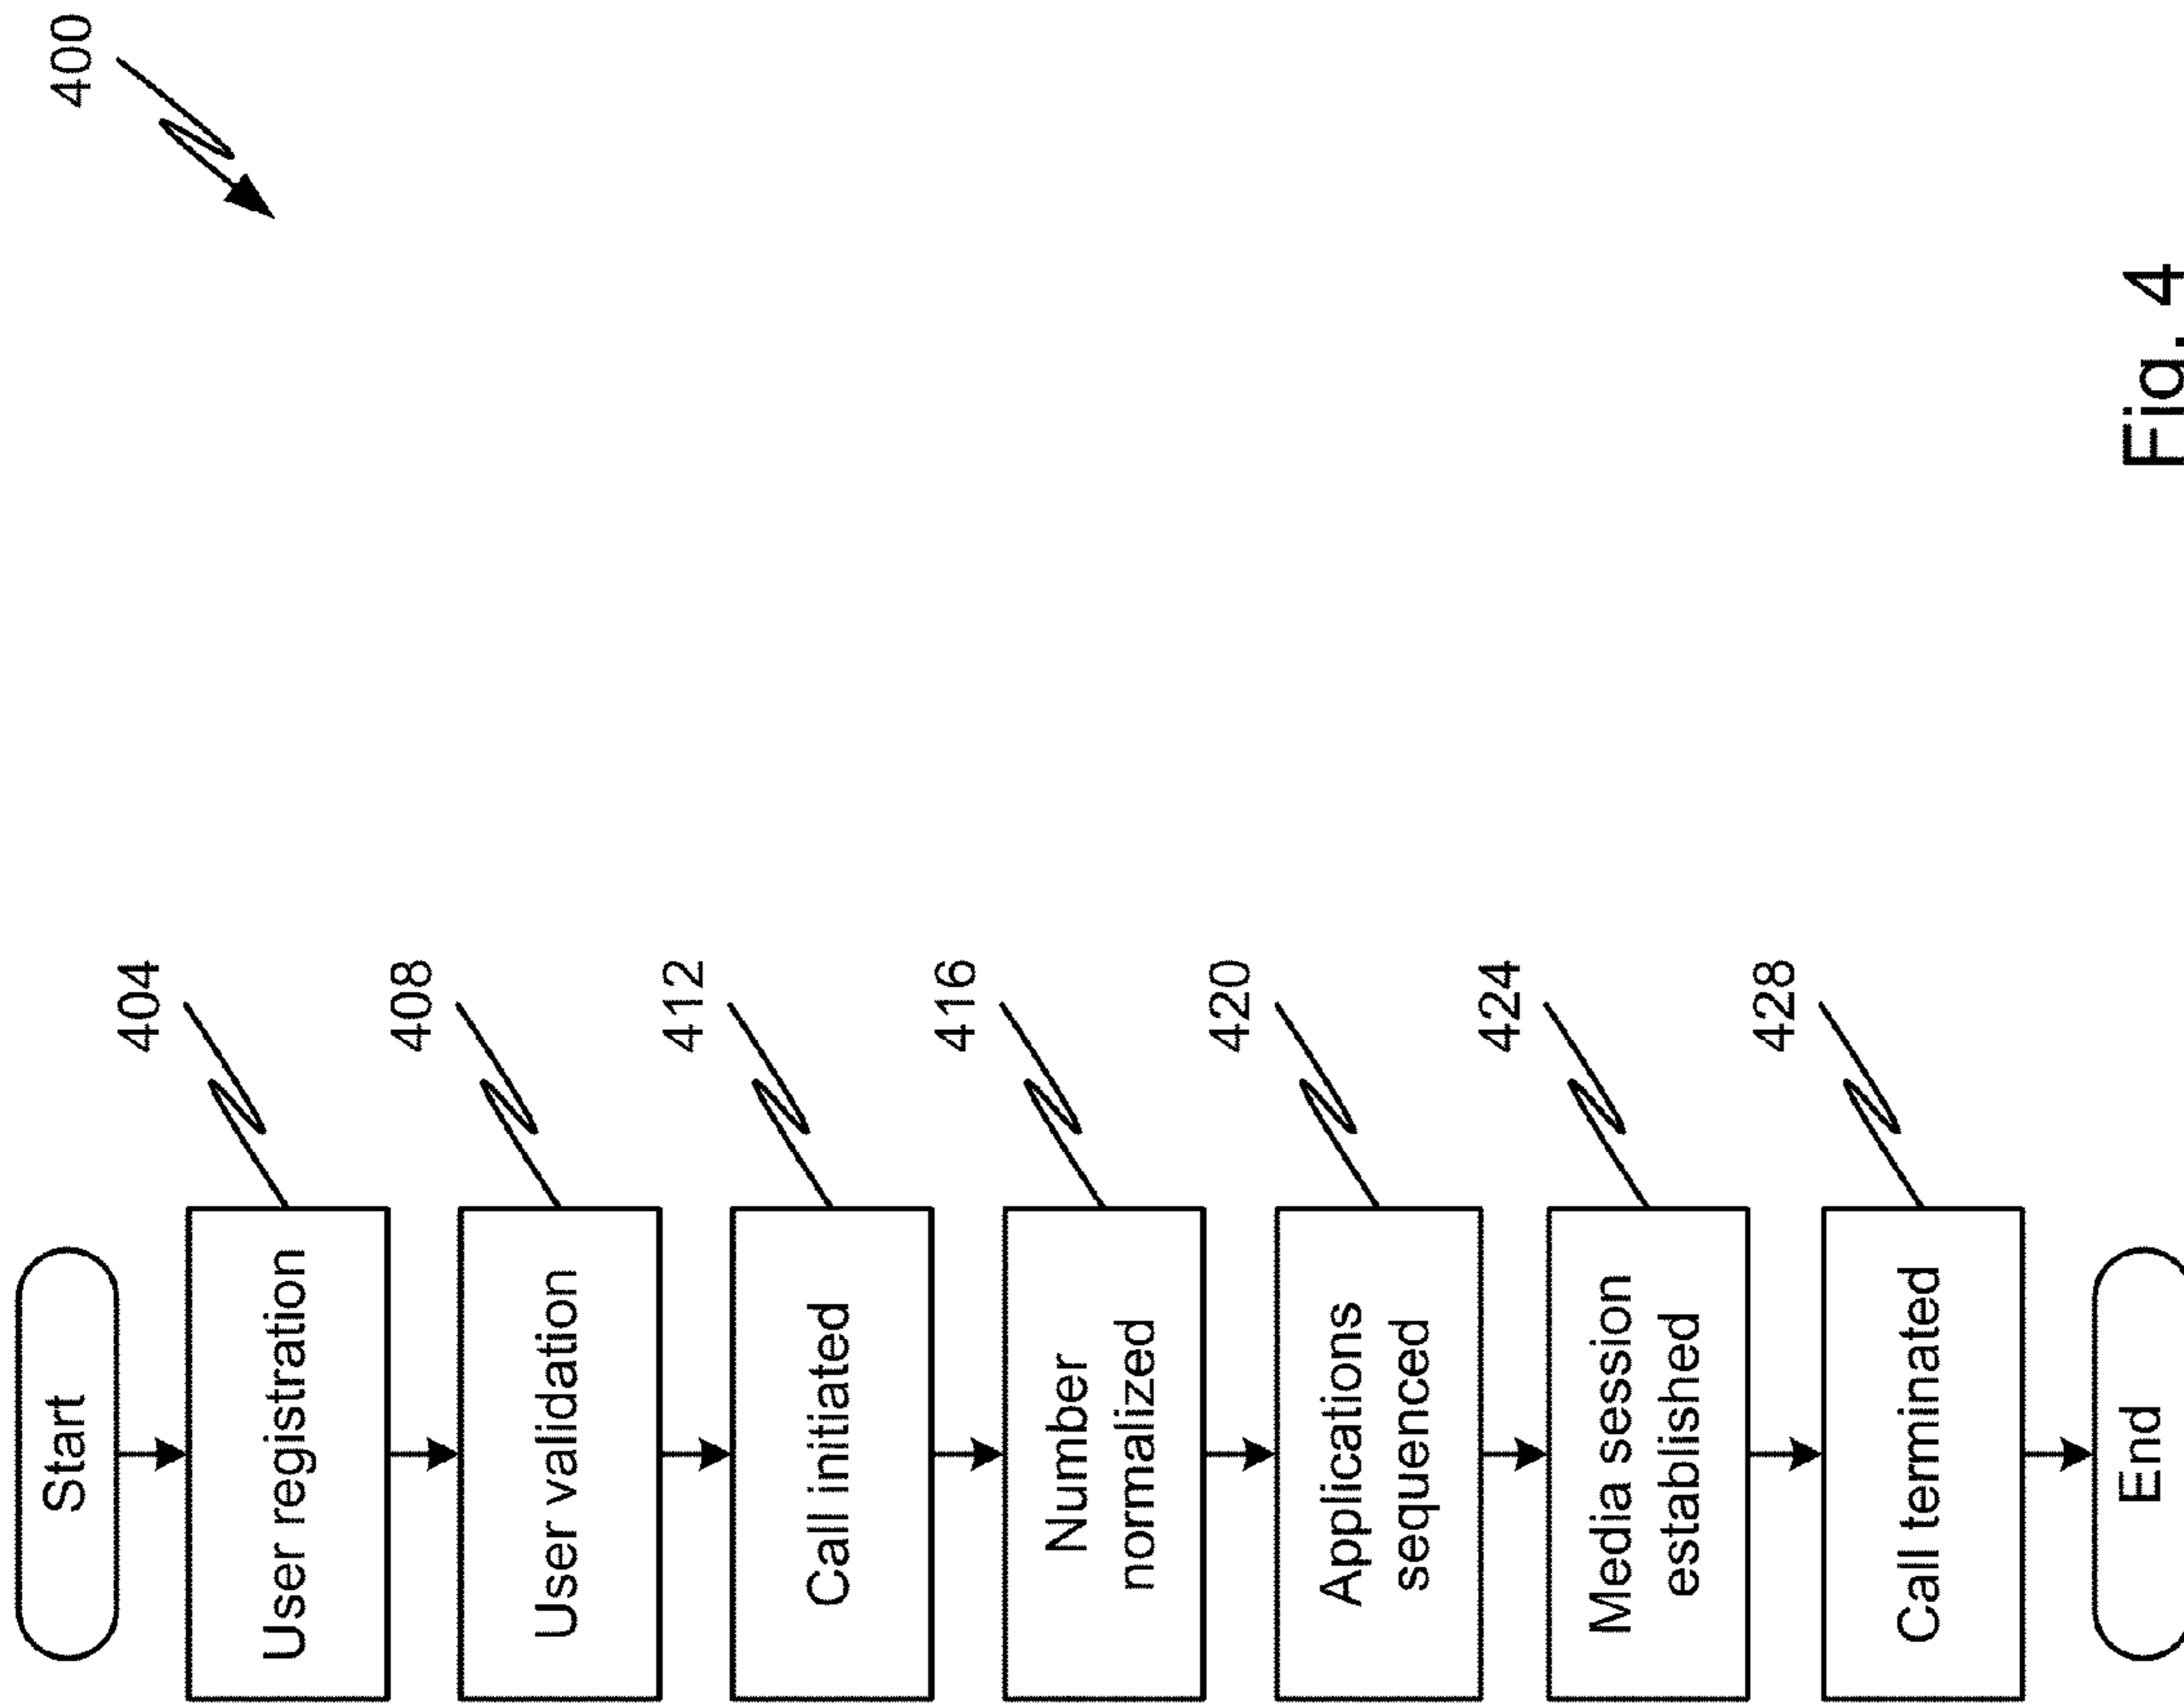 400
Start
404
User registration
408
User validation
412
Call initiated
416
Number
normalized
420
Applications
sequenced
424
Media session
established
428
Call terminated
End
Fig. 4